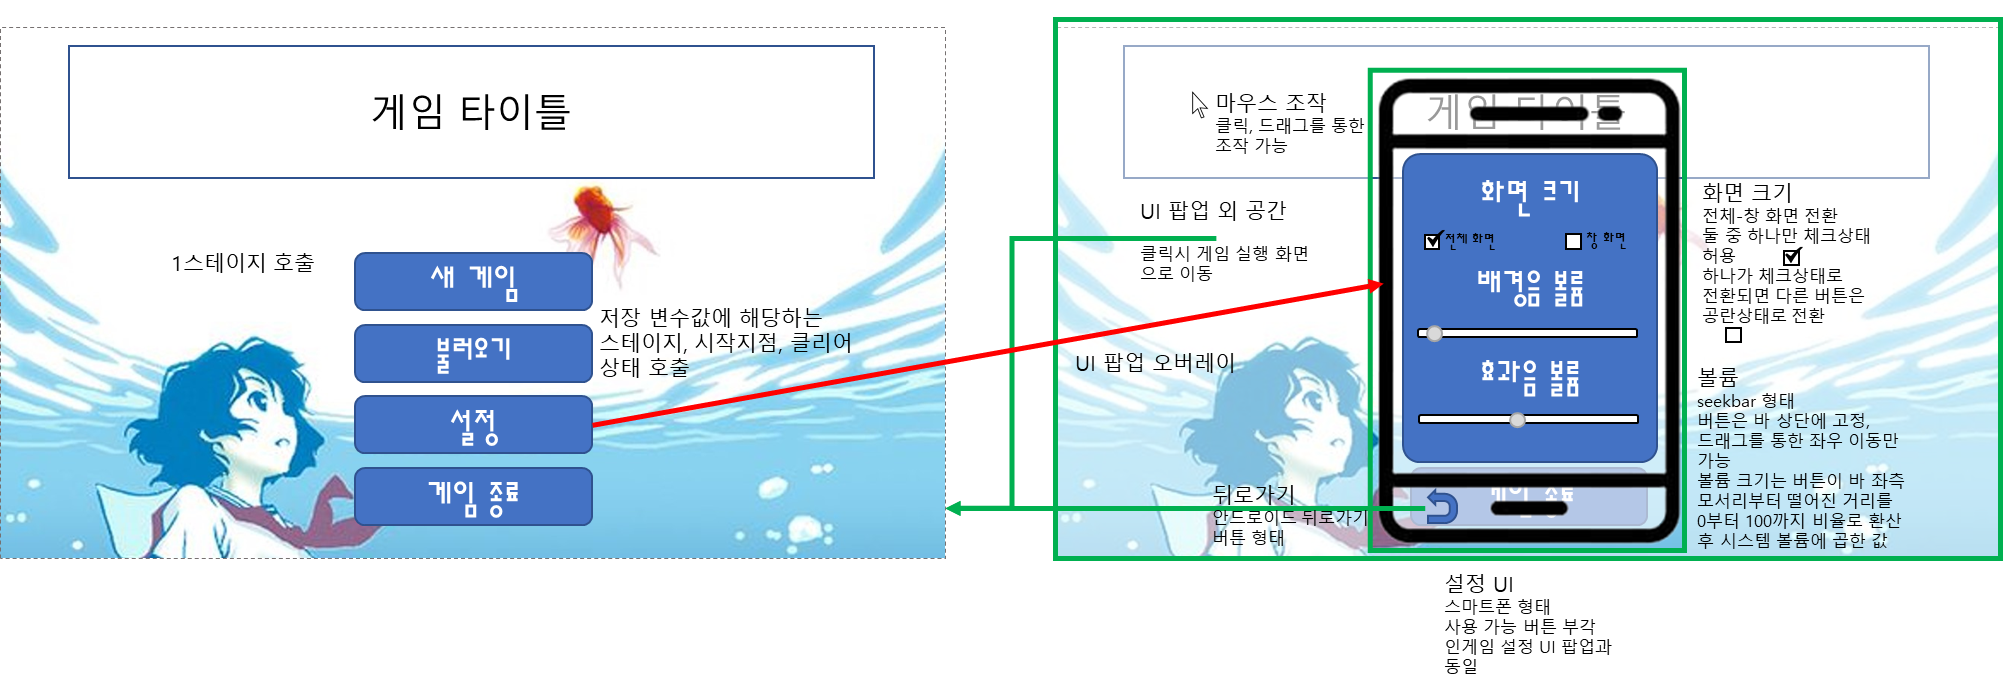 게임 타이틀
1스테이지 호출
새 게임
불러오기
설정
게임 종료
저장 변수값에 해당하는
스테이지, 시작지점, 클리어
상태 호출
게임 타이틀
마우스 조작
클릭, 드래그를 통한
조작 가능
UI 팝업 외 공간
클릭시 게임 실행 화면
으로 이동
UI 팝업 오버레이
뒤로가기
안드로이드 뒤로가기
버튼 형태
화면 크기
전체 화면
창 화면
배경음 볼륨
효과음 볼륨
게임 종료
화면 크기
전체-창 화면 전환
둘 중 하나만 체크상태
허용
하나가 체크상태로
전환되면 다른 버튼은
공란상태로 전환
볼륨
seekbar 형태
버튼은 바 상단에 고정,
드래그를 통한 좌우 이동만
가능
볼륨 크기는 버튼이 바 좌측
모서리부터 떨어진 거리를
0부터 100까지 비율로 환산
후 시스템 볼륨에 곱한 값
설정 UI
스마트폰 형태
사용 가능 버튼 부각
인게임 설정 UI 팝업과
동일